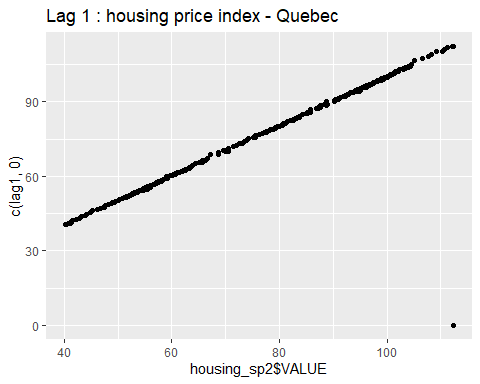 Lag 1 : housing price index - Quebec
c(lag1, 0)
90
60
30
0
40
60
80
100
housing_sp2$VALUE